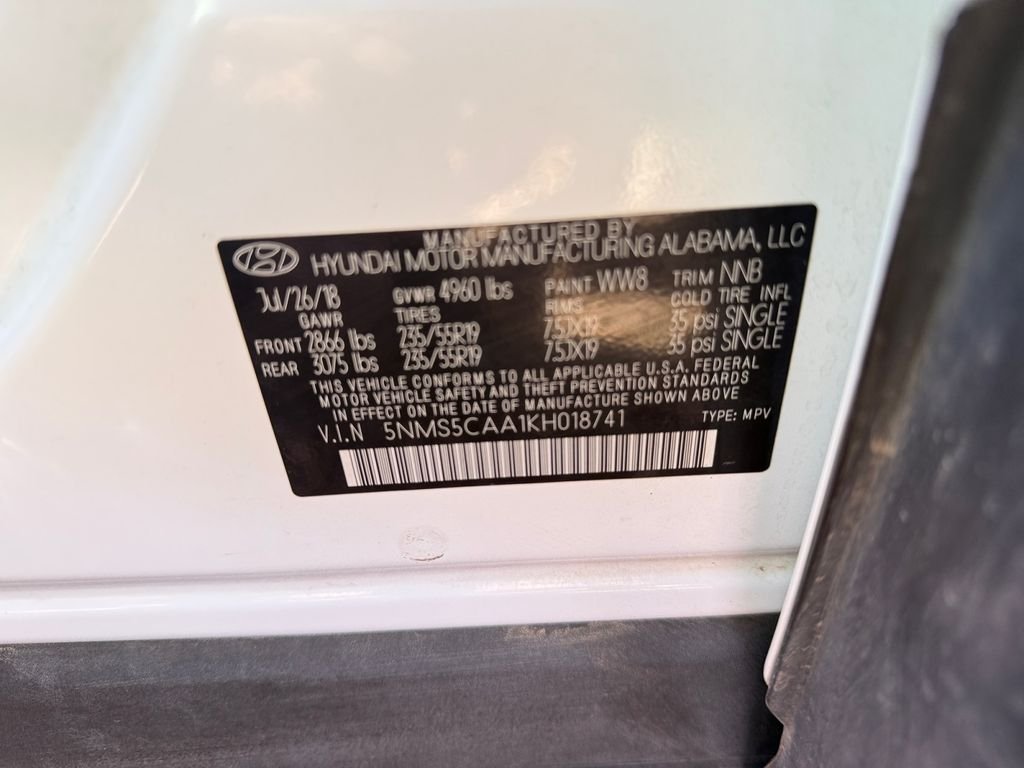 MANUFACTURED BY
HYUNDAI MOTOR MANUFACTURING ALABAMA, LLC
Jul/26/18 GVWR 4960 lbs PAINT WW8 TRIM NNB
GAWR TIRES RIMS COLD TIRE INFL
FRONT 2866 lbs 235/55R19 7.5JX19 35 psi SINGLE
REAR 3075 lbs 235/55R19 7.5JX19 35 psi SINGLE
THIS VEHICLE CONFORMS TO ALL APPLICABLE U.S.A. FEDERAL
MOTOR VEHICLE SAFETY AND THEFT PREVENTION STANDARDS
IN EFFECT ON THE DATE OF MANUFACTURE SHOWN ABOVE
V.I.N 5NMS5CAA1KH018741 TYPE: MPV